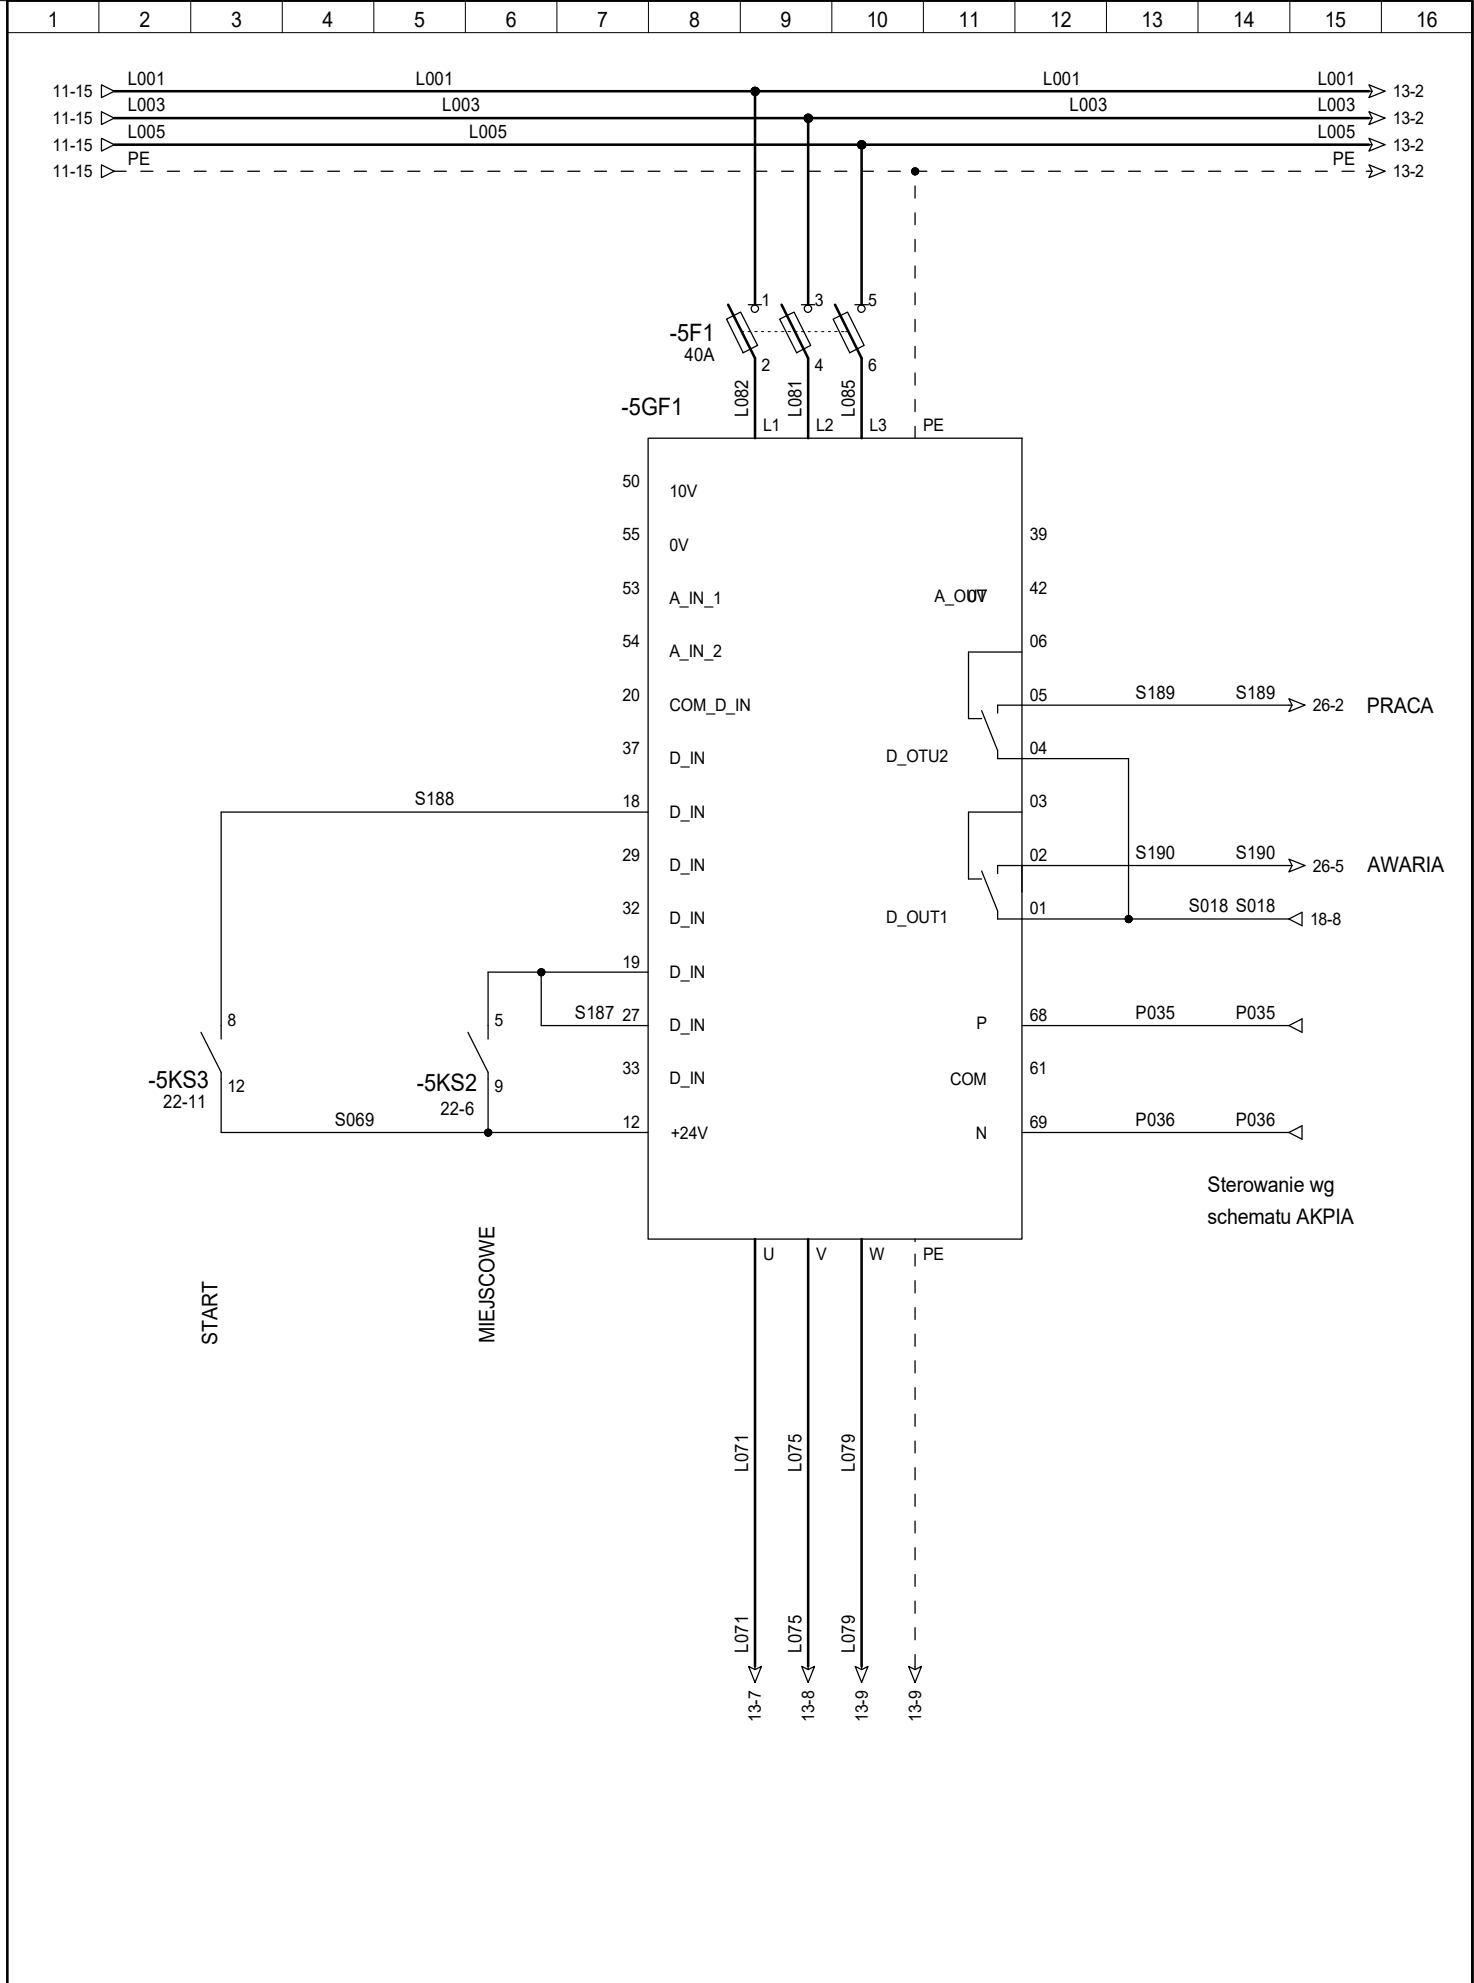 1 2 3 4 5 6 7 8 9 10 11 12 13 14 15 16
11-15 L001 L001 L001 L001 13-2
11-15 L003 L003 L003 L003 13-2
11-15 L005 L005 L005 13-2
11-15 PE PE 13-2
1 3 5
-5F1
40A
2 4 6
L082 L081 L085
-5GF1
L1 L2 L3 PE
50 10V
55 0V 39
53 A_IN_1 A_OUT 0V 42
54 A_IN_2 06
20 COM_D_IN 05 S189 S189 26-2 PRACA
37 D_IN D_OTU2 04
S188 18 D_IN 03
29 D_IN 02 S190 S190 26-5 AWARIA
32 D_IN D_OUT1 01 S018 S018 18-8
19 D_IN
8 5 S187 27 D_IN P 68 P035 P035
-5KS3 12 -5KS2 9 33 D_IN COM 61
22-11 22-6
S069 12 +24V N 69 P036 P036
Sterowanie wg
schematu AKPIA
U V W PE
START
MIEJSCOWE
L071 L075 L079
L071 L075 L079
13-7 13-8 13-9 13-9